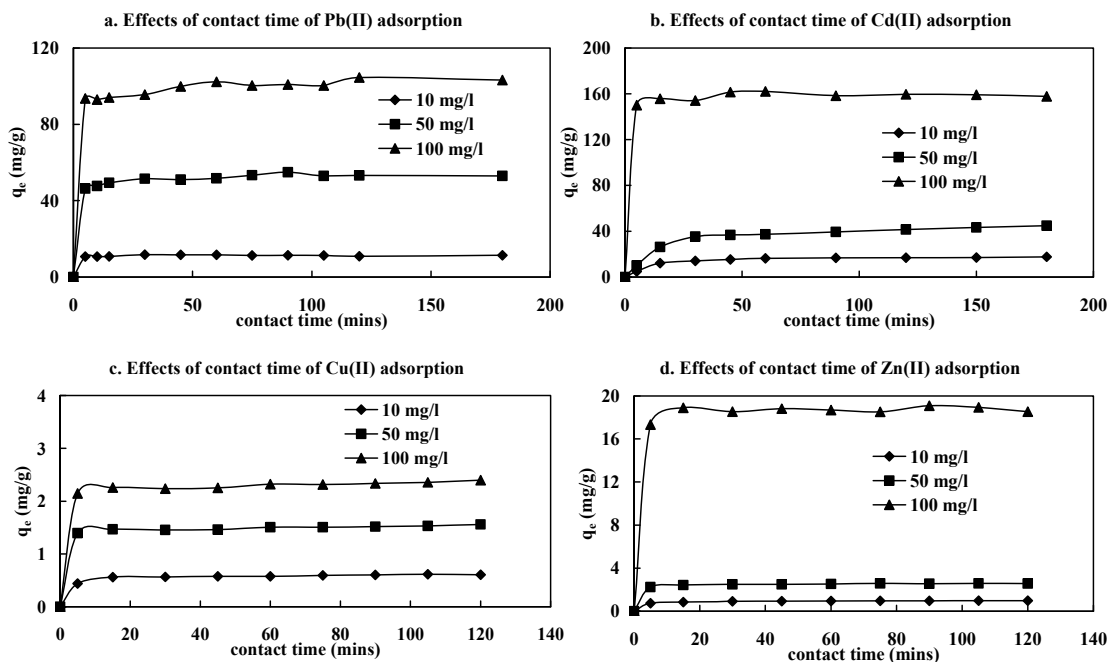 a. Effects of contact time of Pb(II) adsorption
120
80
40
0
0 50 100 150 200
qe (mg/g)
contact time (mins)
10 mg/l
50 mg/l
100 mg/l
b. Effects of contact time of Cd(II) adsorption
200
160
120
80
40
0
0 50 100 150 200
qe (mg/g)
contact time (mins)
10 mg/l
50 mg/l
100 mg/l
c. Effects of contact time of Cu(II) adsorption
4
3
2
1
0
0 20 40 60 80 100 120 140
qe (mg/g)
contact time (mins)
10 mg/l
50 mg/l
100 mg/l
d. Effects of contact time of Zn(II) adsorption
20
18
16
14
12
10
8
6
4
2
0
0 20 40 60 80 100 120 140
qe (mg/g)
contact time (mins)
10 mg/l
50 mg/l
100 mg/l